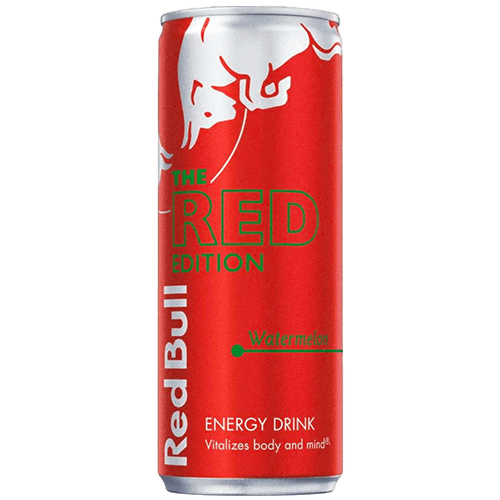 THE
RED
EDITION
Watermelon
Red Bull
ENERGY DRINK
Vitalizes body and mind®.